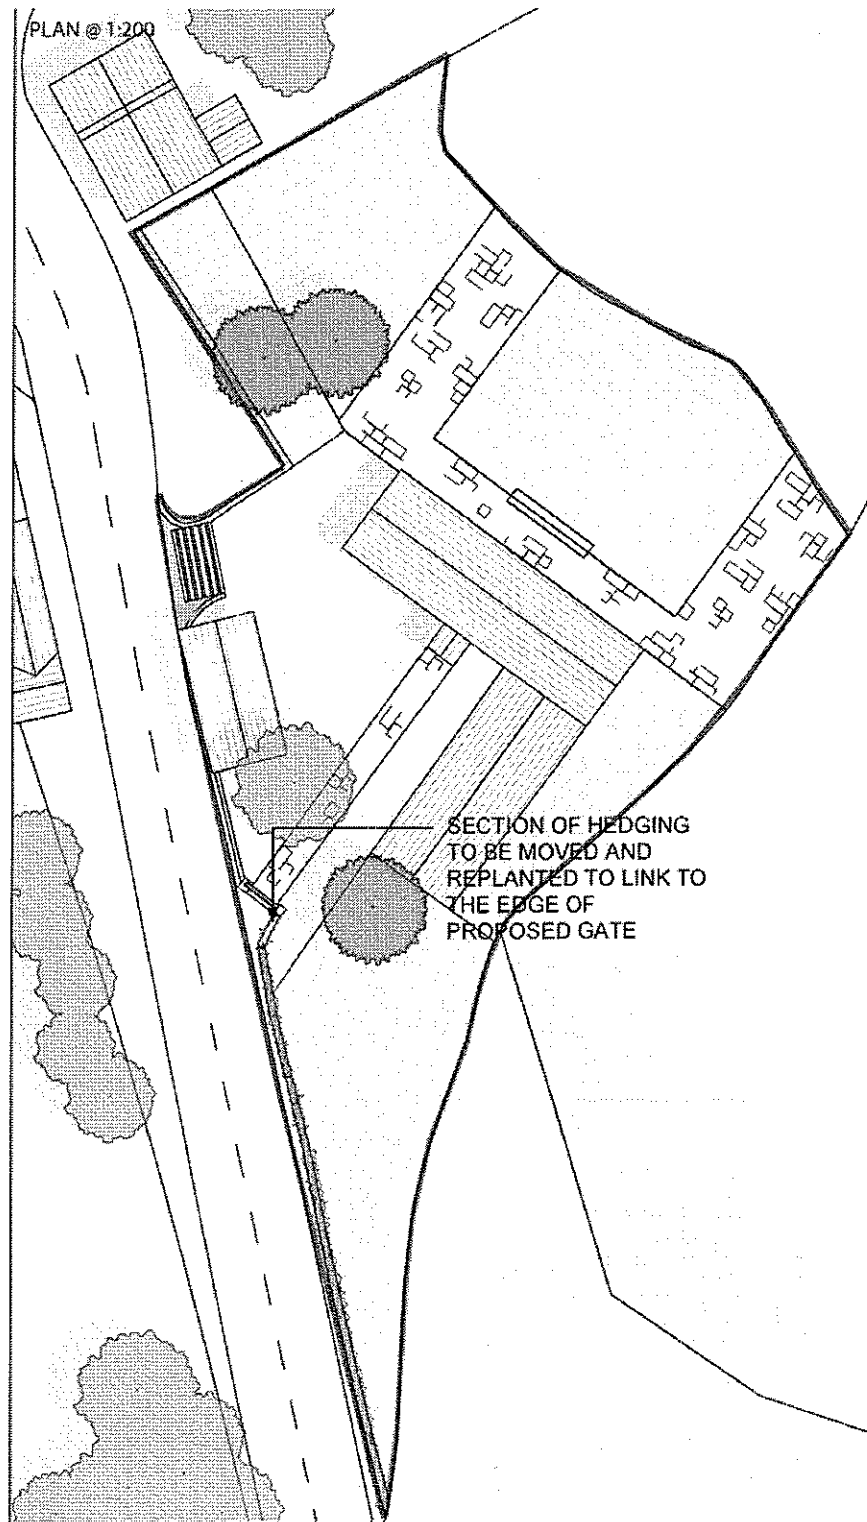 PLAN @ 1:200
SECTION OF HEDGING
TO BE MOVED AND
REPLANTED TO LINK TO
THE EDGE OF
PROPOSED GATE